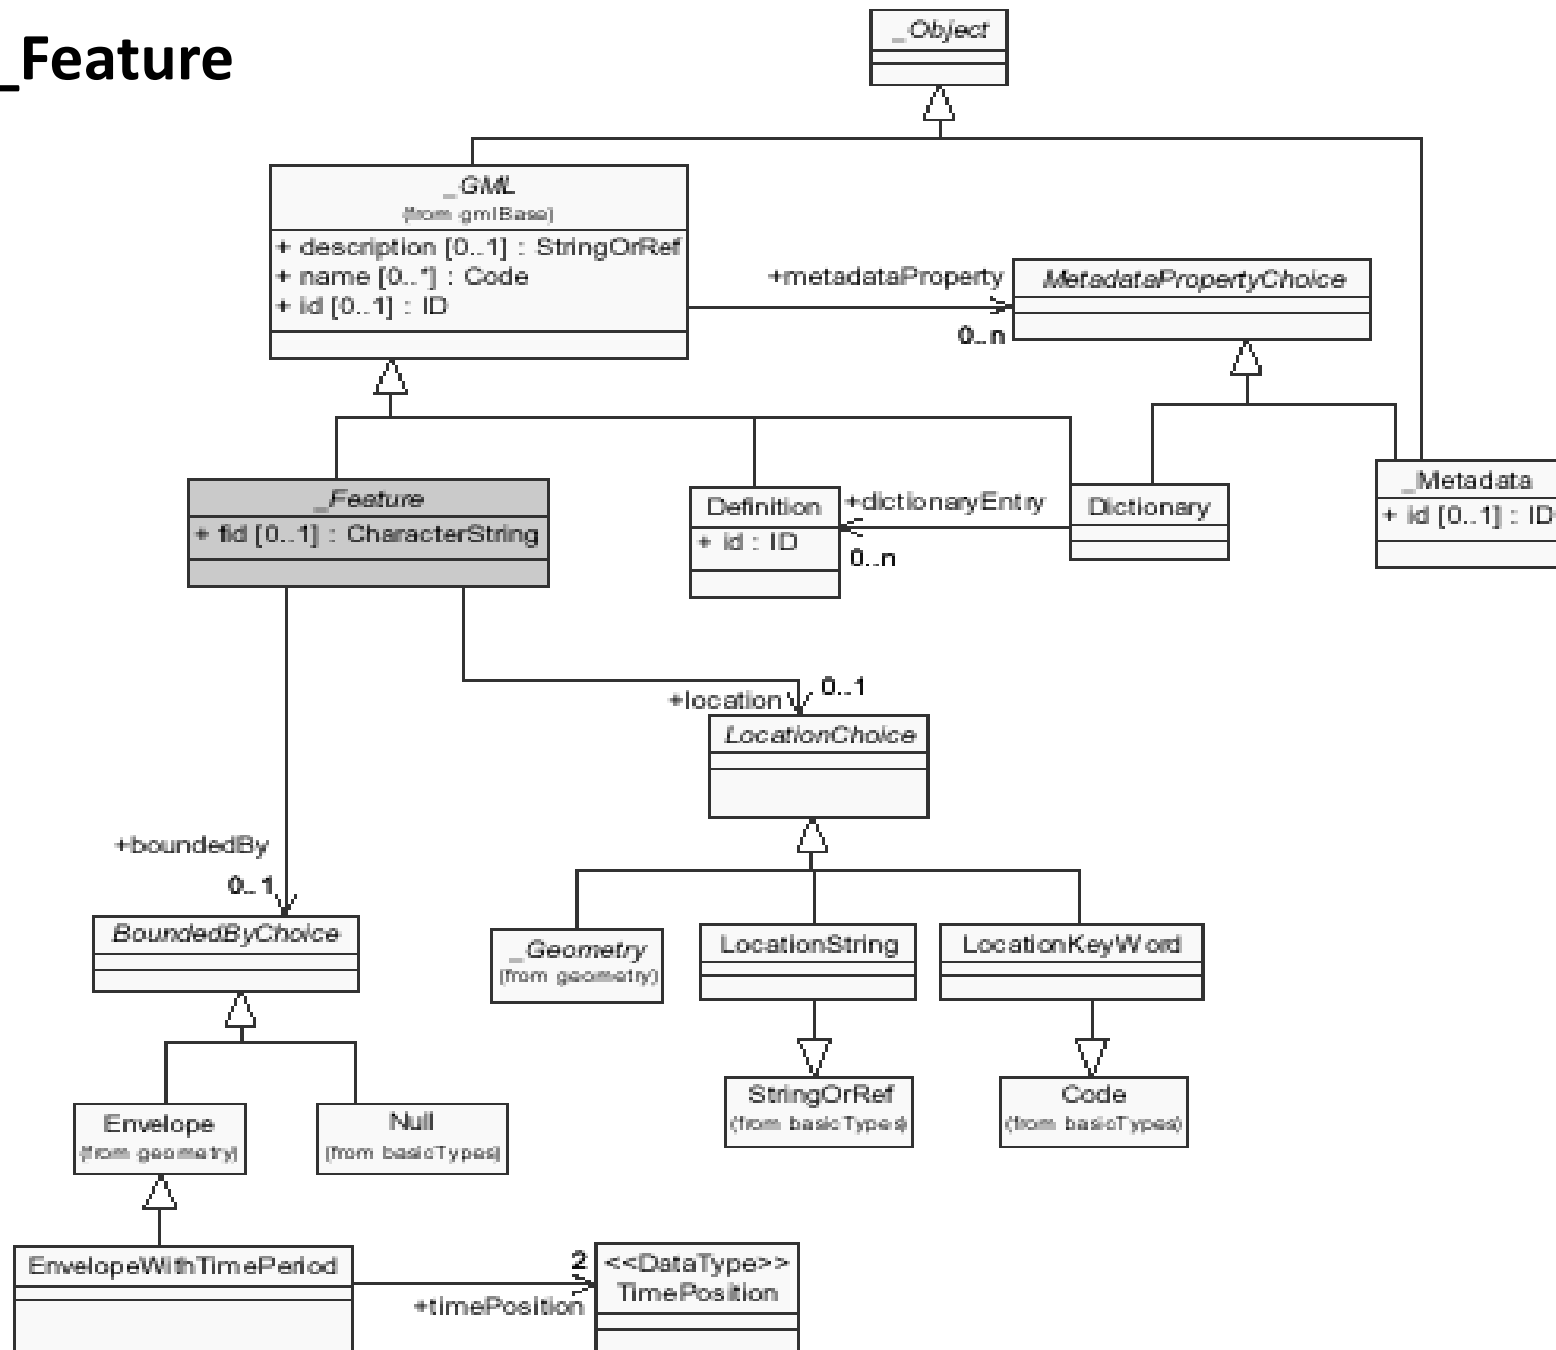 _Feature
_Object
_GML
(from gmlBase)
+ description [0..1] : StringOrRef
+ name [0..*] : Code
+ id [0..1] : ID
+metadataProperty
0..n
MetadataPropertyChoice
_Feature
+ fid [0..1] : CharacterString
Definition
+ id : ID
+dictionaryEntry
0..n
Dictionary
_Metadata
+ id [0..1] : ID
+location
0..1
LocationChoice
+boundedBy
0..1
BoundedByChoice
_Geometry
(from geometry)
LocationString
LocationKeyWord
StringOrRef
(from basicTypes)
Code
(from basicTypes)
Envelope
(from geometry)
Null
(from basicTypes)
EnvelopeWithTimePeriod
2
+timePosition
<<DataType>>
TimePosition